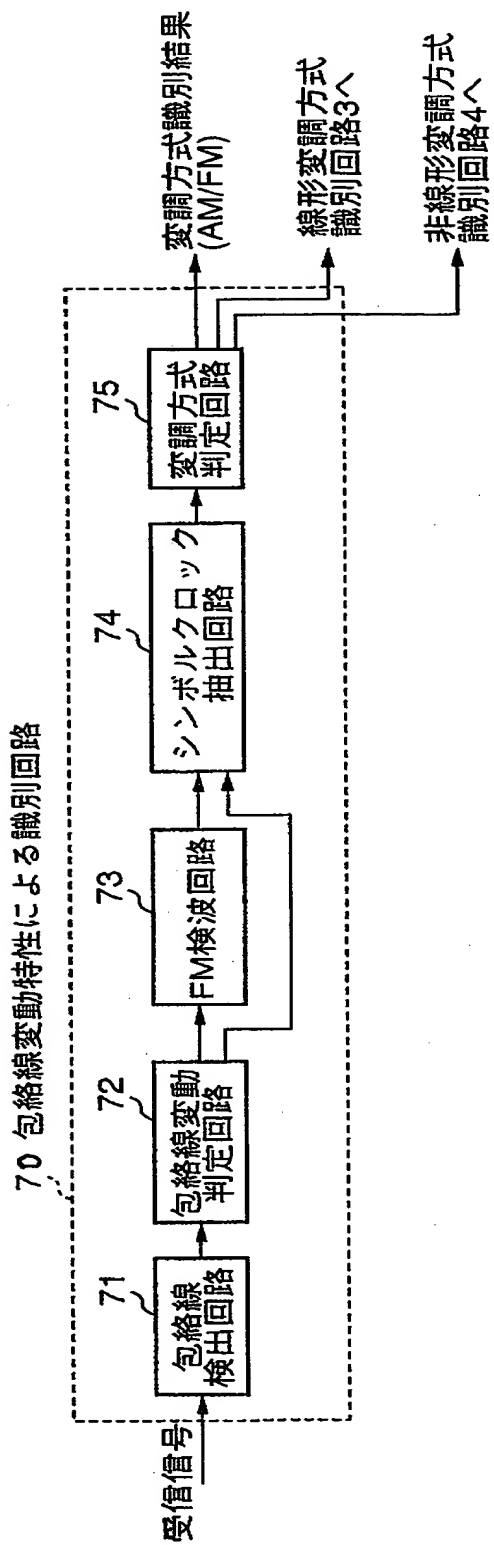 70 包絡線変動特性による識別回路
受信信号
71
包絡線
検出回路
72
包絡線変動
判定回路
73
FM検波回路
74
シンボルクロック
抽出回路
75
変調方式
判定回路
変調方式識別結果
(AM/FM)
線形変調方式
識別回路3へ
非線形変調方式
識別回路4へ